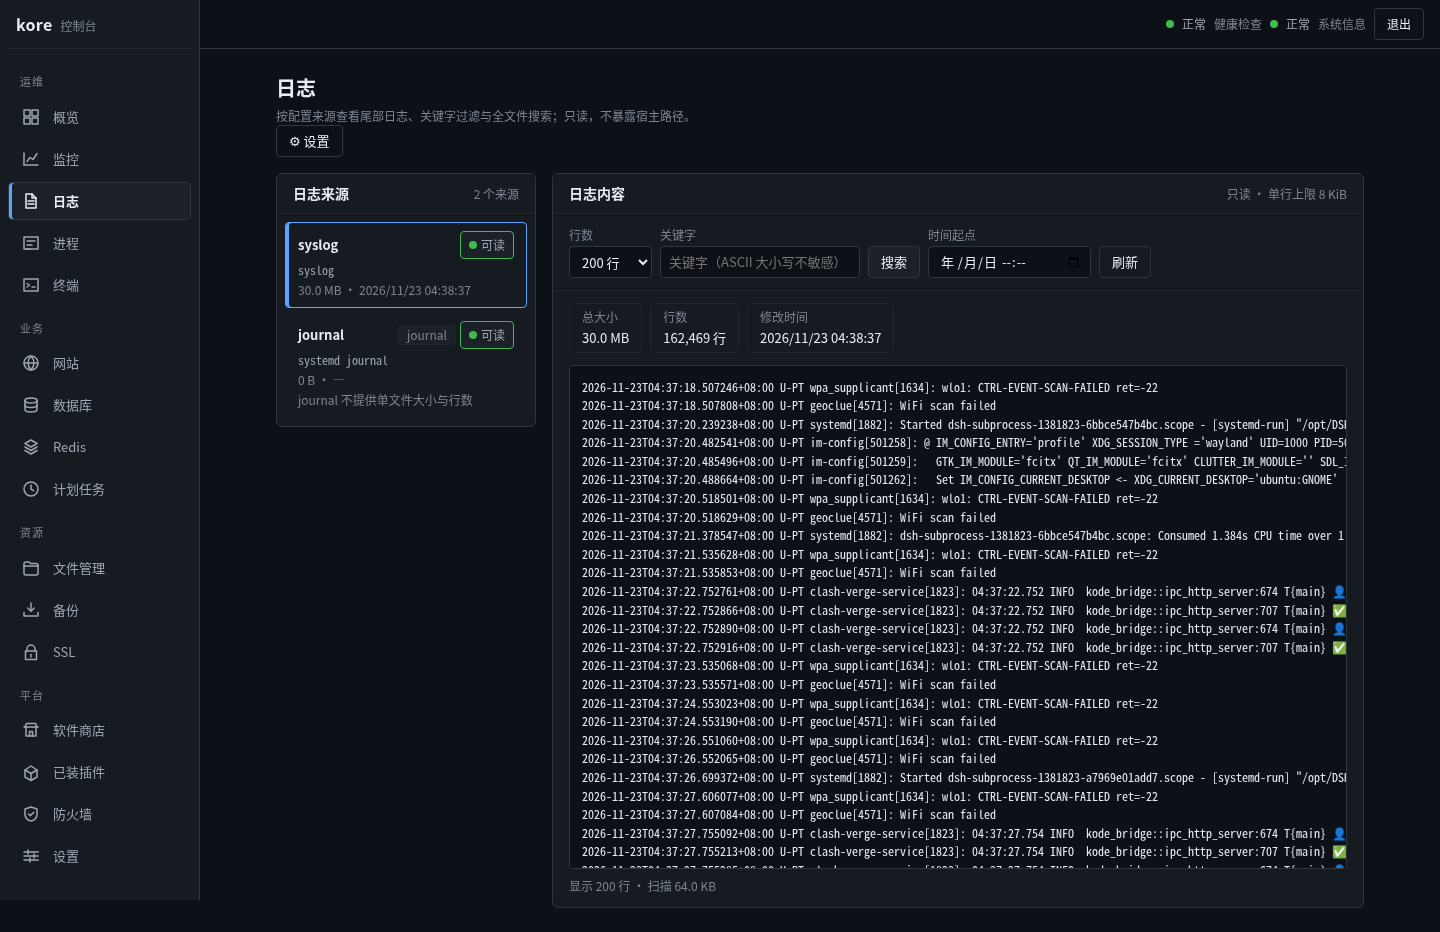 kore 控制台
正常 健康检查 正常 系统信息 退出
运维
概览
监控
日志
进程
终端
业务
网站
数据库
Redis
计划任务
资源
文件管理
备份
SSL
平台
软件商店
已装插件
防火墙
设置
日志
按配置来源查看尾部日志、关键字过滤与全文件搜索；只读，不暴露宿主路径。
⚙ 设置
日志来源 2 个来源
syslog 可读
syslog
30.0 MB · 2026/11/23 04:38:37
journal journal 可读
systemd journal
0 B · —
journal 不提供单文件大小与行数
日志内容 只读 · 单行上限 8 KiB
行数 关键字 时间起点
200 行 关键字（ASCII 大小写不敏感） 搜索 年 /月/日 --:-- 刷新
总大小 行数 修改时间
30.0 MB 162,469 行 2026/11/23 04:38:37
2026-11-23T04:37:18.507246+08:00 U-PT wpa_supplicant[1634]: wlo1: CTRL-EVENT-SCAN-FAILED ret=-22
2026-11-23T04:37:18.507808+08:00 U-PT geoclue[4571]: WiFi scan failed
2026-11-23T04:37:20.239238+08:00 U-PT systemd[1882]: Started dsh-subprocess-1381823-6bbce547b4bc.scope - [systemd-run] "/opt/DSH
2026-11-23T04:37:20.482541+08:00 U-PT im-config[501258]: @ IM_CONFIG_ENTRY='profile' XDG_SESSION_TYPE ='wayland' UID=1000 PID=50
2026-11-23T04:37:20.485496+08:00 U-PT im-config[501259]:   GTK_IM_MODULE='fcitx' QT_IM_MODULE='fcitx' CLUTTER_IM_MODULE='' SDL_I
2026-11-23T04:37:20.488664+08:00 U-PT im-config[501262]:   Set IM_CONFIG_CURRENT_DESKTOP <- XDG_CURRENT_DESKTOP='ubuntu:GNOME'
2026-11-23T04:37:20.518501+08:00 U-PT wpa_supplicant[1634]: wlo1: CTRL-EVENT-SCAN-FAILED ret=-22
2026-11-23T04:37:20.518629+08:00 U-PT geoclue[4571]: WiFi scan failed
2026-11-23T04:37:21.378547+08:00 U-PT systemd[1882]: dsh-subprocess-1381823-6bbce547b4bc.scope: Consumed 1.384s CPU time over 1
2026-11-23T04:37:21.535628+08:00 U-PT wpa_supplicant[1634]: wlo1: CTRL-EVENT-SCAN-FAILED ret=-22
2026-11-23T04:37:21.535853+08:00 U-PT geoclue[4571]: WiFi scan failed
2026-11-23T04:37:22.752761+08:00 U-PT clash-verge-service[1823]: 04:37:22.752 INFO  kode_bridge::ipc_http_server:674 T{main} 👤
2026-11-23T04:37:22.752866+08:00 U-PT clash-verge-service[1823]: 04:37:22.752 INFO  kode_bridge::ipc_http_server:707 T{main} ✅
2026-11-23T04:37:22.752890+08:00 U-PT clash-verge-service[1823]: 04:37:22.752 INFO  kode_bridge::ipc_http_server:674 T{main} 👤
2026-11-23T04:37:22.752916+08:00 U-PT clash-verge-service[1823]: 04:37:22.752 INFO  kode_bridge::ipc_http_server:707 T{main} ✅
2026-11-23T04:37:23.535068+08:00 U-PT wpa_supplicant[1634]: wlo1: CTRL-EVENT-SCAN-FAILED ret=-22
2026-11-23T04:37:23.535571+08:00 U-PT geoclue[4571]: WiFi scan failed
2026-11-23T04:37:24.553023+08:00 U-PT wpa_supplicant[1634]: wlo1: CTRL-EVENT-SCAN-FAILED ret=-22
2026-11-23T04:37:24.553190+08:00 U-PT geoclue[4571]: WiFi scan failed
2026-11-23T04:37:26.551060+08:00 U-PT wpa_supplicant[1634]: wlo1: CTRL-EVENT-SCAN-FAILED ret=-22
2026-11-23T04:37:26.552065+08:00 U-PT geoclue[4571]: WiFi scan failed
2026-11-23T04:37:26.699372+08:00 U-PT systemd[1882]: Started dsh-subprocess-1381823-a7969e01add7.scope - [systemd-run] "/opt/DSH
2026-11-23T04:37:27.606077+08:00 U-PT wpa_supplicant[1634]: wlo1: CTRL-EVENT-SCAN-FAILED ret=-22
2026-11-23T04:37:27.607084+08:00 U-PT geoclue[4571]: WiFi scan failed
2026-11-23T04:37:27.755092+08:00 U-PT clash-verge-service[1823]: 04:37:27.754 INFO  kode_bridge::ipc_http_server:674 T{main} 👤
2026-11-23T04:37:27.755213+08:00 U-PT clash-verge-service[1823]: 04:37:27.754 INFO  kode_bridge::ipc_http_server:707 T{main} ✅
显示 200 行 · 扫描 64.0 KB